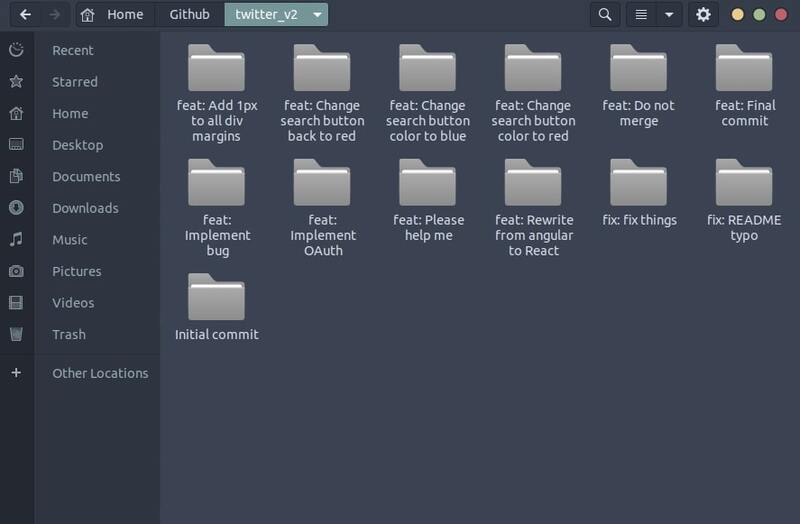 Home
Github
twitter_v2
Recent
Starred
Home
Desktop
Documents
Downloads
Music
Pictures
Videos
Trash
Other Locations
feat: Add 1px
to all div
margins
feat: Change
search button
back to red
feat: Change
search button
color to blue
feat: Change
search button
color to red
feat: Do not
merge
feat: Final
commit
feat:
Implement
bug
feat:
Implement
OAuth
feat: Please
help me
feat: Rewrite
from angular
to React
fix: fix things
fix: README
typo
Initial commit